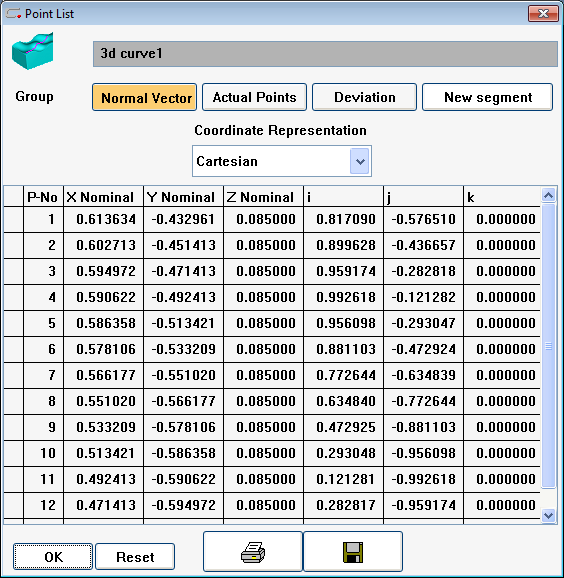 Point List
3d curve1
Group
Normal Vector Actual Points Deviation New segment
Coordinate Representation
Cartesian
P-No X Nominal Y Nominal Z Nominal i j k
1 0.613634 -0.432961 0.085000 0.817090 -0.576510 0.000000
2 0.602713 -0.451413 0.085000 0.899628 -0.436657 0.000000
3 0.594972 -0.471413 0.085000 0.959174 -0.282818 0.000000
4 0.590622 -0.492413 0.085000 0.992618 -0.121282 0.000000
5 0.586358 -0.513421 0.085000 0.956098 -0.293047 0.000000
6 0.578106 -0.533209 0.085000 0.881103 -0.472924 0.000000
7 0.566177 -0.551020 0.085000 0.772644 -0.634839 0.000000
8 0.551020 -0.566177 0.085000 0.634840 -0.772644 0.000000
9 0.533209 -0.578106 0.085000 0.472925 -0.881103 0.000000
10 0.513421 -0.586358 0.085000 0.293048 -0.956098 0.000000
11 0.492413 -0.590622 0.085000 0.121281 -0.992618 0.000000
12 0.471413 -0.594972 0.085000 0.282817 -0.959174 0.000000
OK Reset